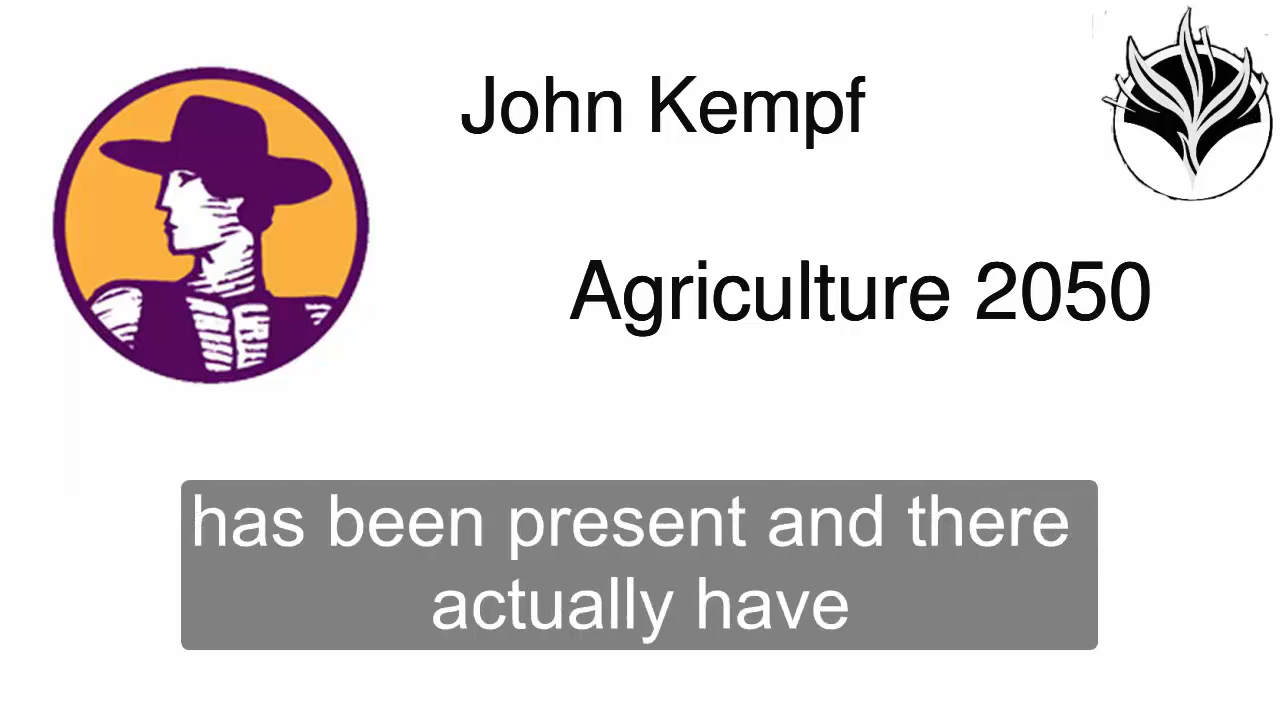 John Kempf
Agriculture 2050
has been present and there
actually have